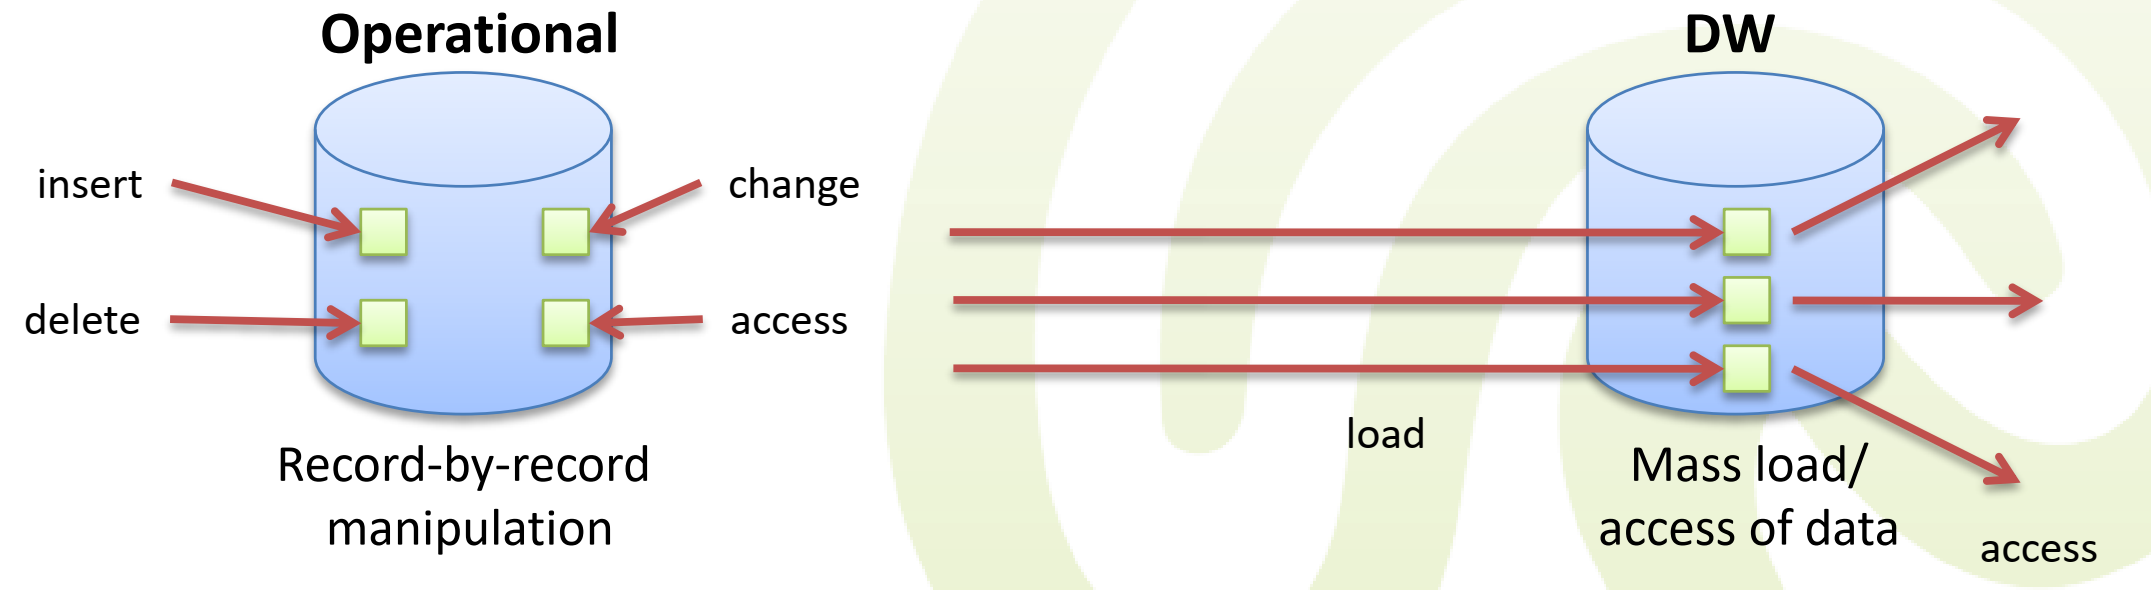 Operational
insert
change
delete
access
Record-by-record
manipulation
DW
load
Mass load/
access of data
access